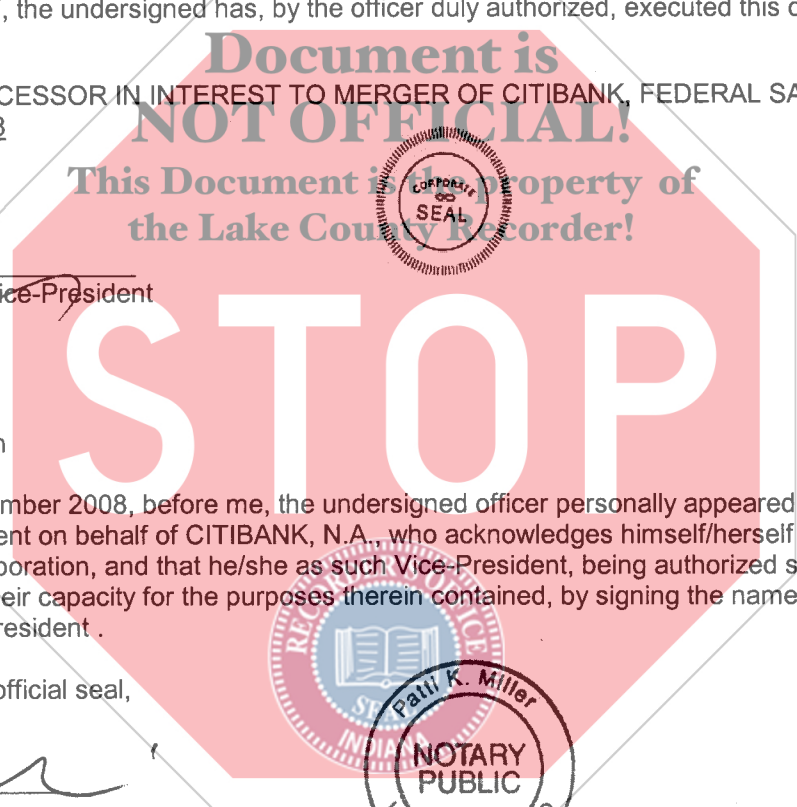 , the undersigned has, by the officer duly authorized, executed this
Document is
CESSOR IN INTEREST TO MERGER OF CITIBANK, FEDERAL SA
NOT OFFICIAL!
This Document is the property of
the Lake County Recorder!
CORPORATE
SEAL
ice-President
STOP
mber 2008, before me, the undersigned officer personally appeared
ent on behalf of CITIBANK, N.A., who acknowledges himself/herself
poration, and that he/she as such Vice-President, being authorized s
eir capacity for the purposes therein contained, by signing the name
resident .
RECORDER'S OFFICE
SEAL
INDIANA
official seal,
Patti K. Miller
NOTARY
PUBLIC